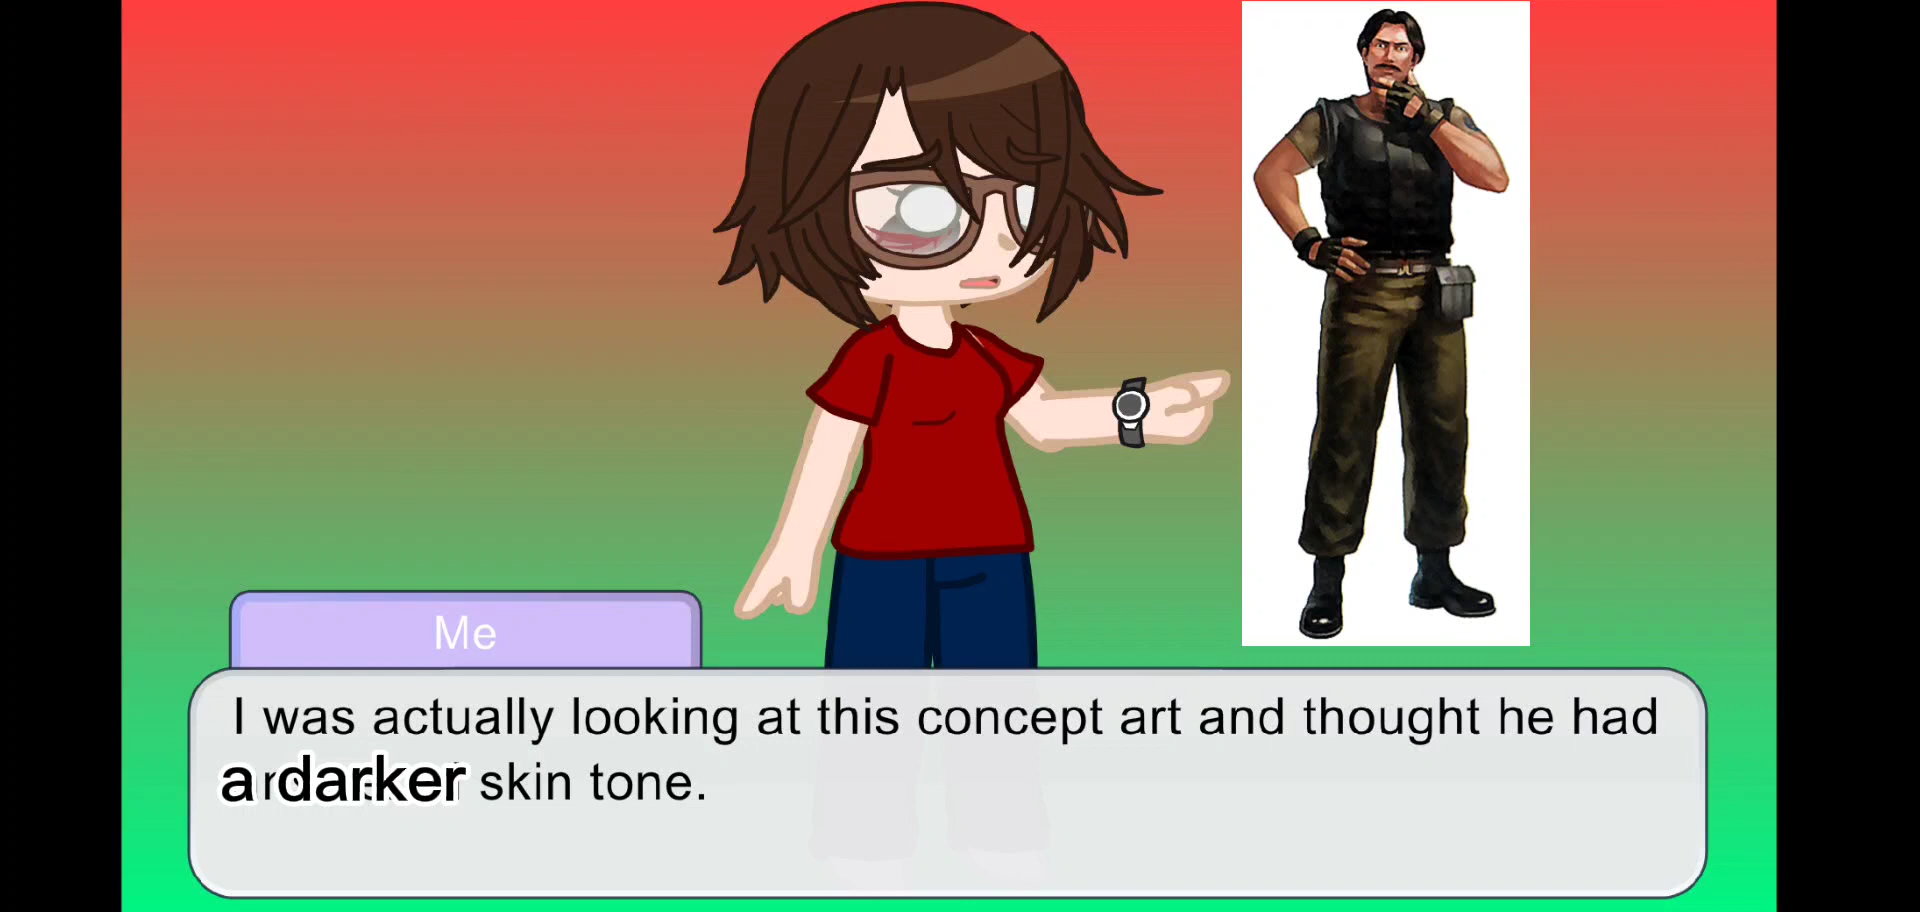 Me
I was actually looking at this concept art and thought he had
a darker skin tone.